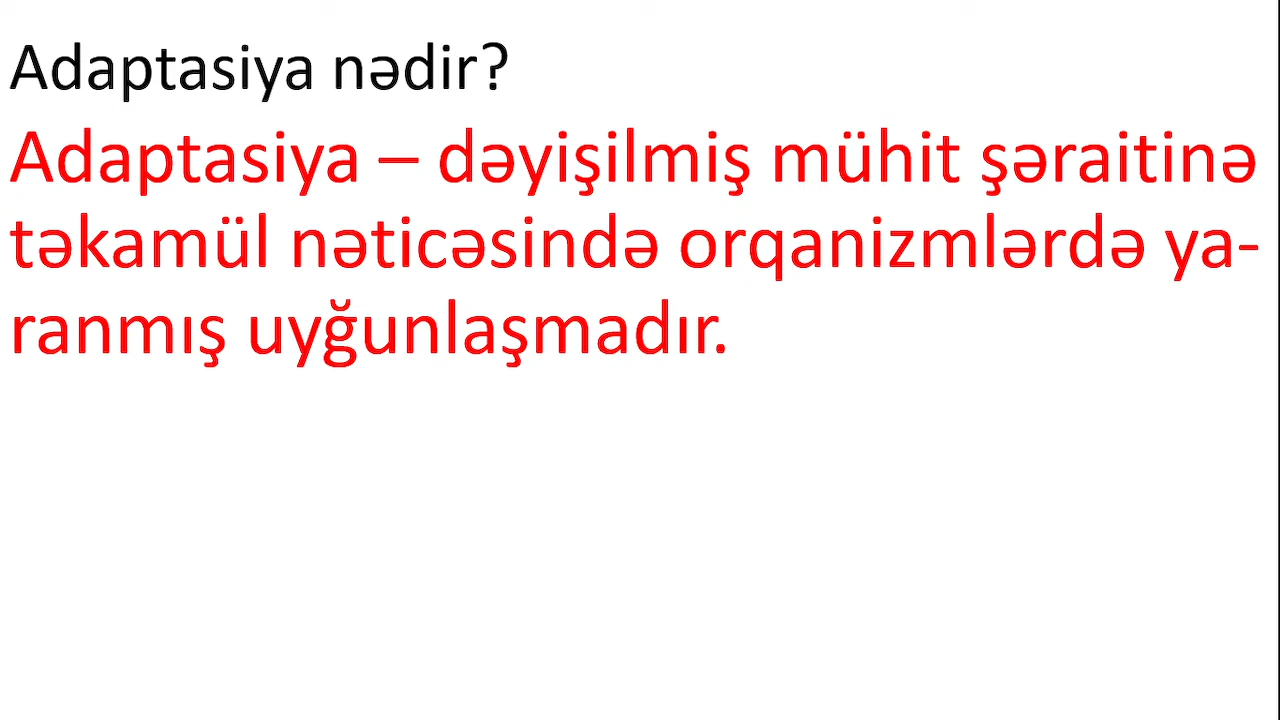 Adaptasiya nədir?
Adaptasiya – dəyişilmiş mühit şəraitinə
təkamül nəticəsində orqanizmlərdə ya-
ranmış uyğunlaşmadır.